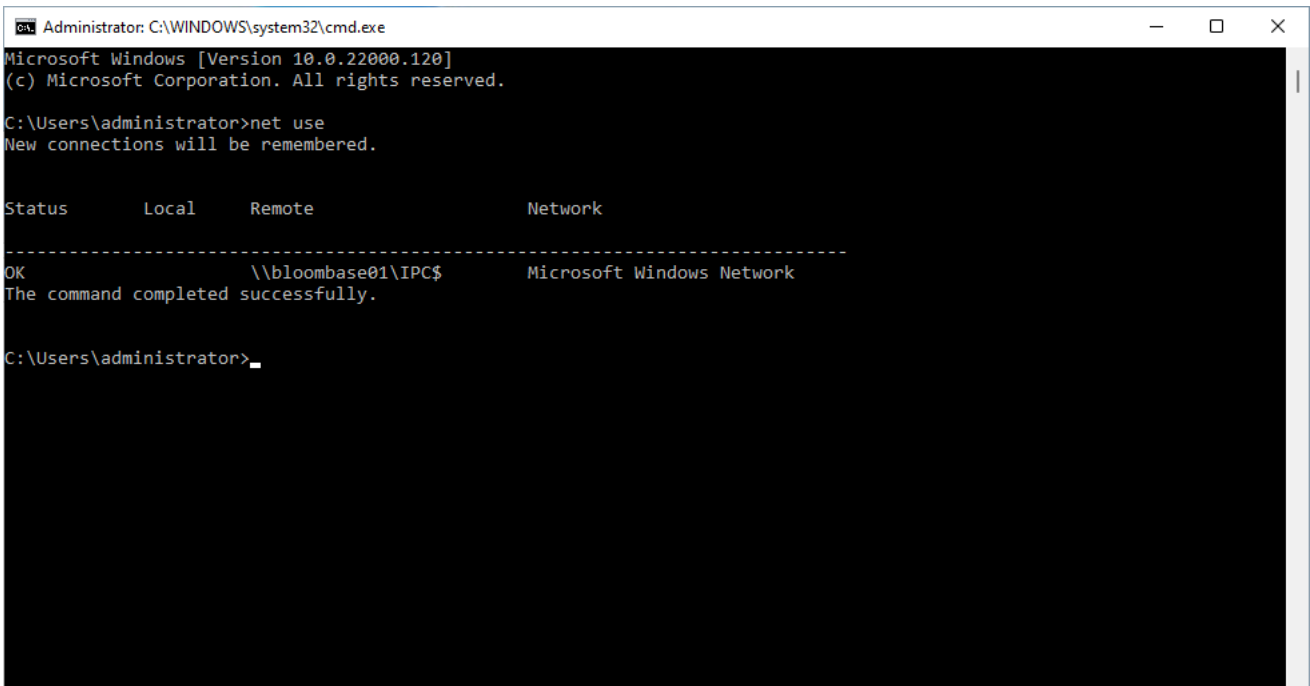 Administrator: C:\WINDOWS\system32\cmd.exe
Microsoft Windows [Version 10.0.22000.120]
(c) Microsoft Corporation. All rights reserved.
C:\Users\administrator>net use
New connections will be remembered.
Status       Local     Remote                    Network
-------------------------------------------------------------------------------
OK                     \\bloombase01\IPC$        Microsoft Windows Network
The command completed successfully.
C:\Users\administrator>